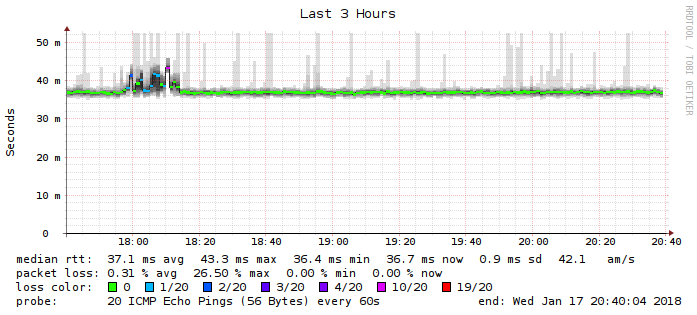 Last 3 Hours
RRDTOOL / TOBI OETIKER
Seconds
50 m
40 m
30 m
20 m
10 m
0
18:00 18:20 18:40 19:00 19:20 19:40 20:00 20:20 20:40
median rtt: 37.1 ms avg 43.3 ms max 36.4 ms min 36.7 ms now 0.9 ms sd 42.1 am/s
packet loss: 0.31 % avg 26.50 % max 0.00 % min 0.00 % now
loss color: 0 1/20 2/20 3/20 4/20 10/20 19/20
probe: 20 ICMP Echo Pings (56 Bytes) every 60s end: Wed Jan 17 20:40:04 2018